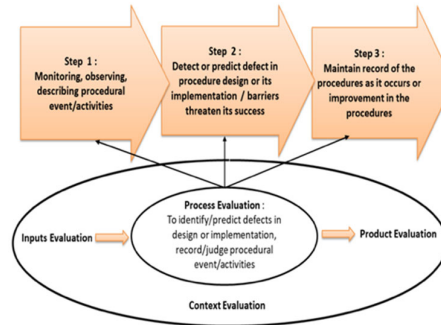 Step 1 :
Monitoring, observing,
describing procedural
event/activities
Step 2 :
Detect or predict defect in
procedure design or its
implementation / barriers
threaten its success
Step 3 :
Maintain record of the
procedures as it occurs or
improvement in the
procedures
Process Evaluation :
To identify/predict defects in
design or implementation,
record/judge procedural
event/activities
Inputs Evaluation
Product Evaluation
Context Evaluation